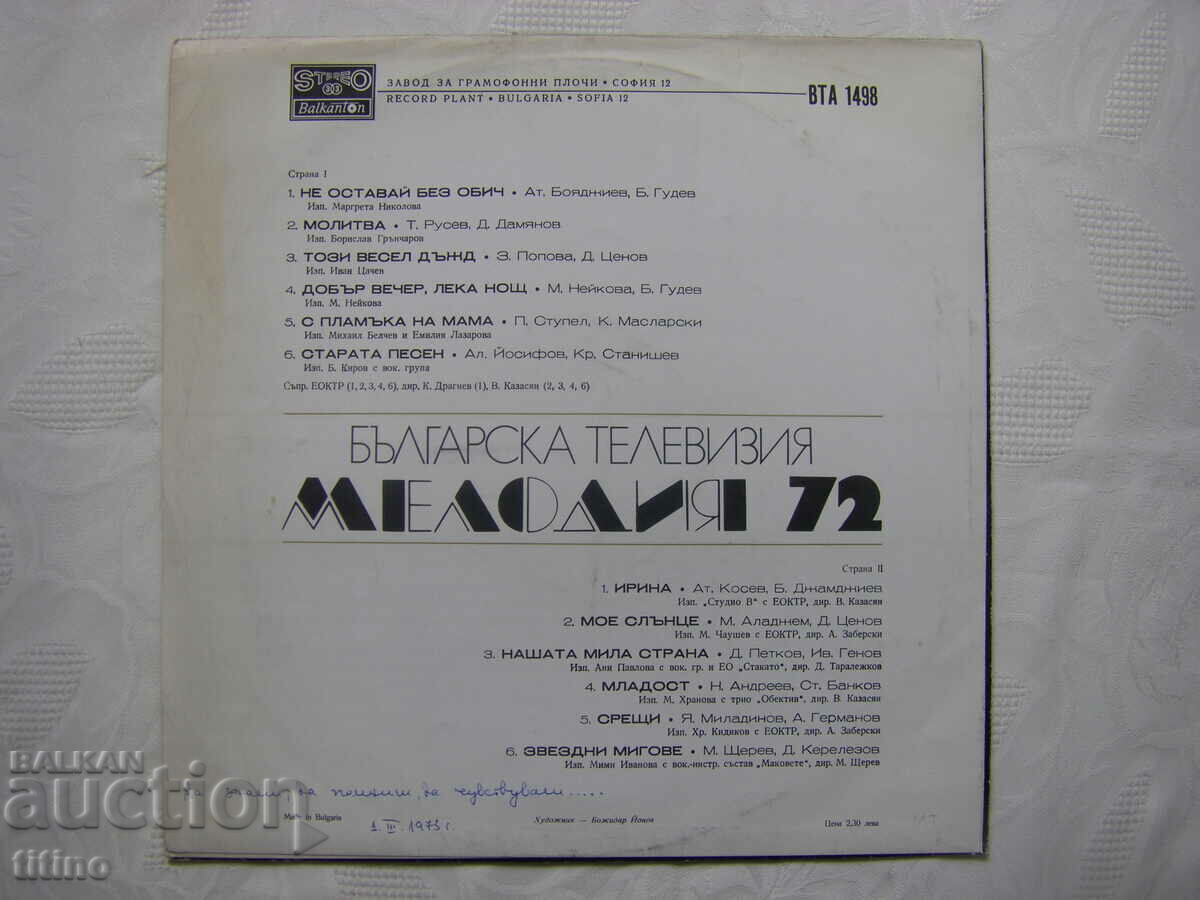 STEREO
33
Balkanton
ЗАВОД ЗА ГРАМОФОННИ ПЛОЧИ • СОФИЯ 12
RECORD PLANT • BULGARIA • SOFIA 12
ВТА 1498
Страна I
1. НЕ ОСТАВАЙ БЕЗ ОБИЧ • Ат. Бояджиев, Б. Гудев
Изп. Маргрета Николова
2. МОЛИТВА • Т. Русев, Д. Дамянов
Изп. Борислав Грънчаров
3. ТОЗИ ВЕСЕЛ ДЪЖД • З. Попова, Д. Ценов
Изп. Иван Цачев
4. ДОБЪР ВЕЧЕР, ЛЕКА НОЩ • М. Нейкова, Б. Гудев
Изп. М. Нейкова
5. С ПЛАМЪКА НА МАМА • П. Ступел, К. Масларски
Изп. Михаил Белчев и Емилия Лазарова
6. СТАРАТА ПЕСЕН • Ал. Йосифов, Кр. Станишев
Изп. Б. Киров с вок. група
Съпр. ЕОКТР (1, 2, 3, 4, 6), дир. К. Драгнев (1), В. Казасян (2, 3, 4, 6)
БЪЛГАРСКА ТЕЛЕВИЗИЯ
МЕЛОДИЯ 72
Страна II
1. ИРИНА • Ат. Косев, Б. Джамджиев
Изп. „Студио В“ с ЕОКТР, дир. В. Казасян
2. МОЕ СЛЪНЦЕ • М. Аладжем, Д. Ценов
Изп. М. Чаушев с ЕОКТР, дир. А. Заберски
3. НАШАТА МИЛА СТРАНА • Д. Петков, Ив. Генов
Изп. Ани Павлова с вок. гр. и ЕО „Стакато“, дир. Д. Таралежков
4. МЛАДОСТ • Н. Андреев, Ст. Банков
Изп. М. Хранова с трио „Обектив“, дир. В. Казасян
5. СРЕЩИ • Я. Миладинов, А. Германов
Изп. Хр. Кидиков с ЕОКТР, дир. А. Заберски
6. ЗВЕЗДНИ МИГОВЕ • М. Щерев, Д. Керелезов
Изп. Мими Иванова с вок.-инстр. състав „Маковете“, дир. М. Щерев
да помниш, да чувствуваш.....
Made in Bulgaria
1. III. 1973 г.
Художник — Божидар Йонов
Цена 2,30 лева
BALKAN
auction
titino